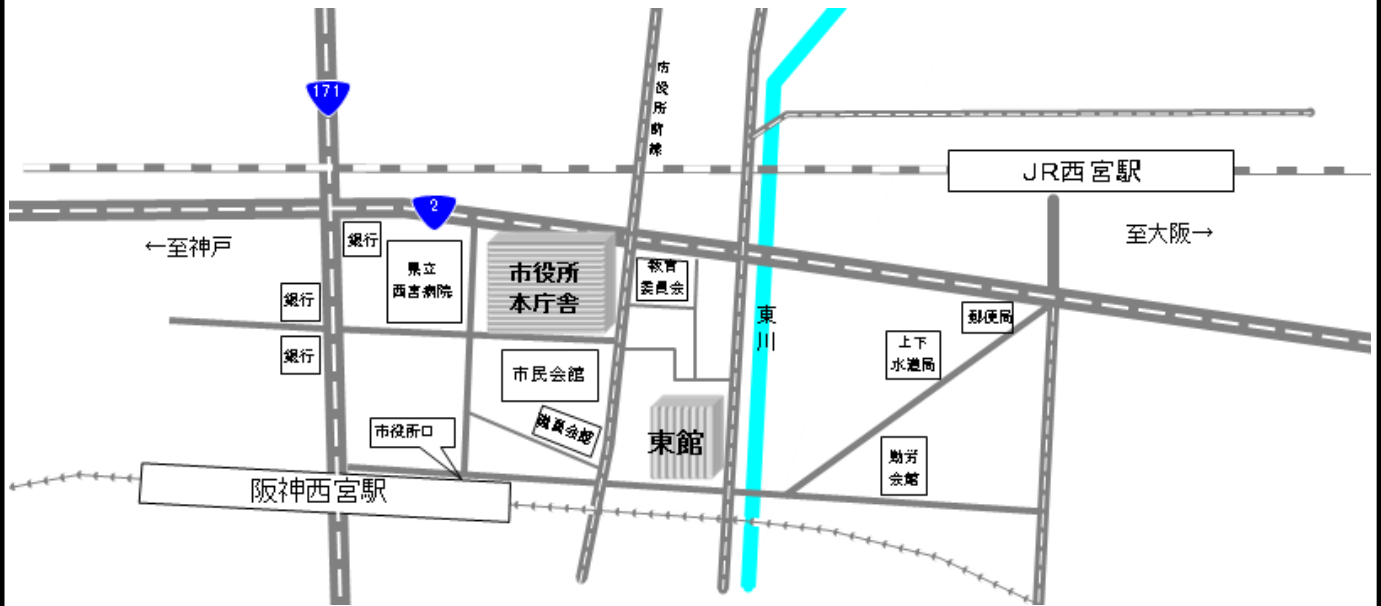 171
市
役
所
前
線
JR西宮駅
2
←至神戸
至大阪→
銀行
県立
西宮病院
市役所
本庁舎
教育
委員会
銀行
東
川
郵便局
銀行
上下
水道局
市民会館
職員会館
市役所口
東館
勤労
会館
阪神西宮駅